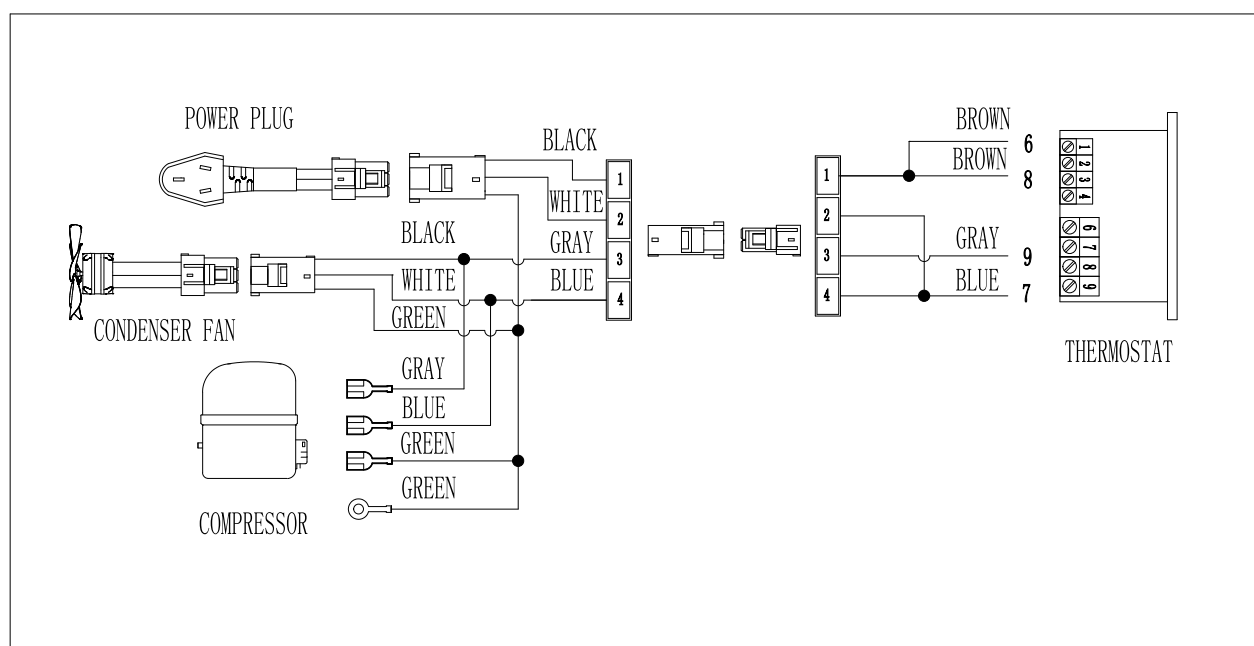 POWER PLUG
BLACK
WHITE
BLACK
GRAY
WHITE
BLUE
GREEN
CONDENSER FAN
GRAY
BLUE
GREEN
GREEN
COMPRESSOR
1
2
3
4
1
2
3
4
BROWN 6
BROWN 8
GRAY 9
BLUE 7
1
2
3
4
6
7
8
9
THERMOSTAT